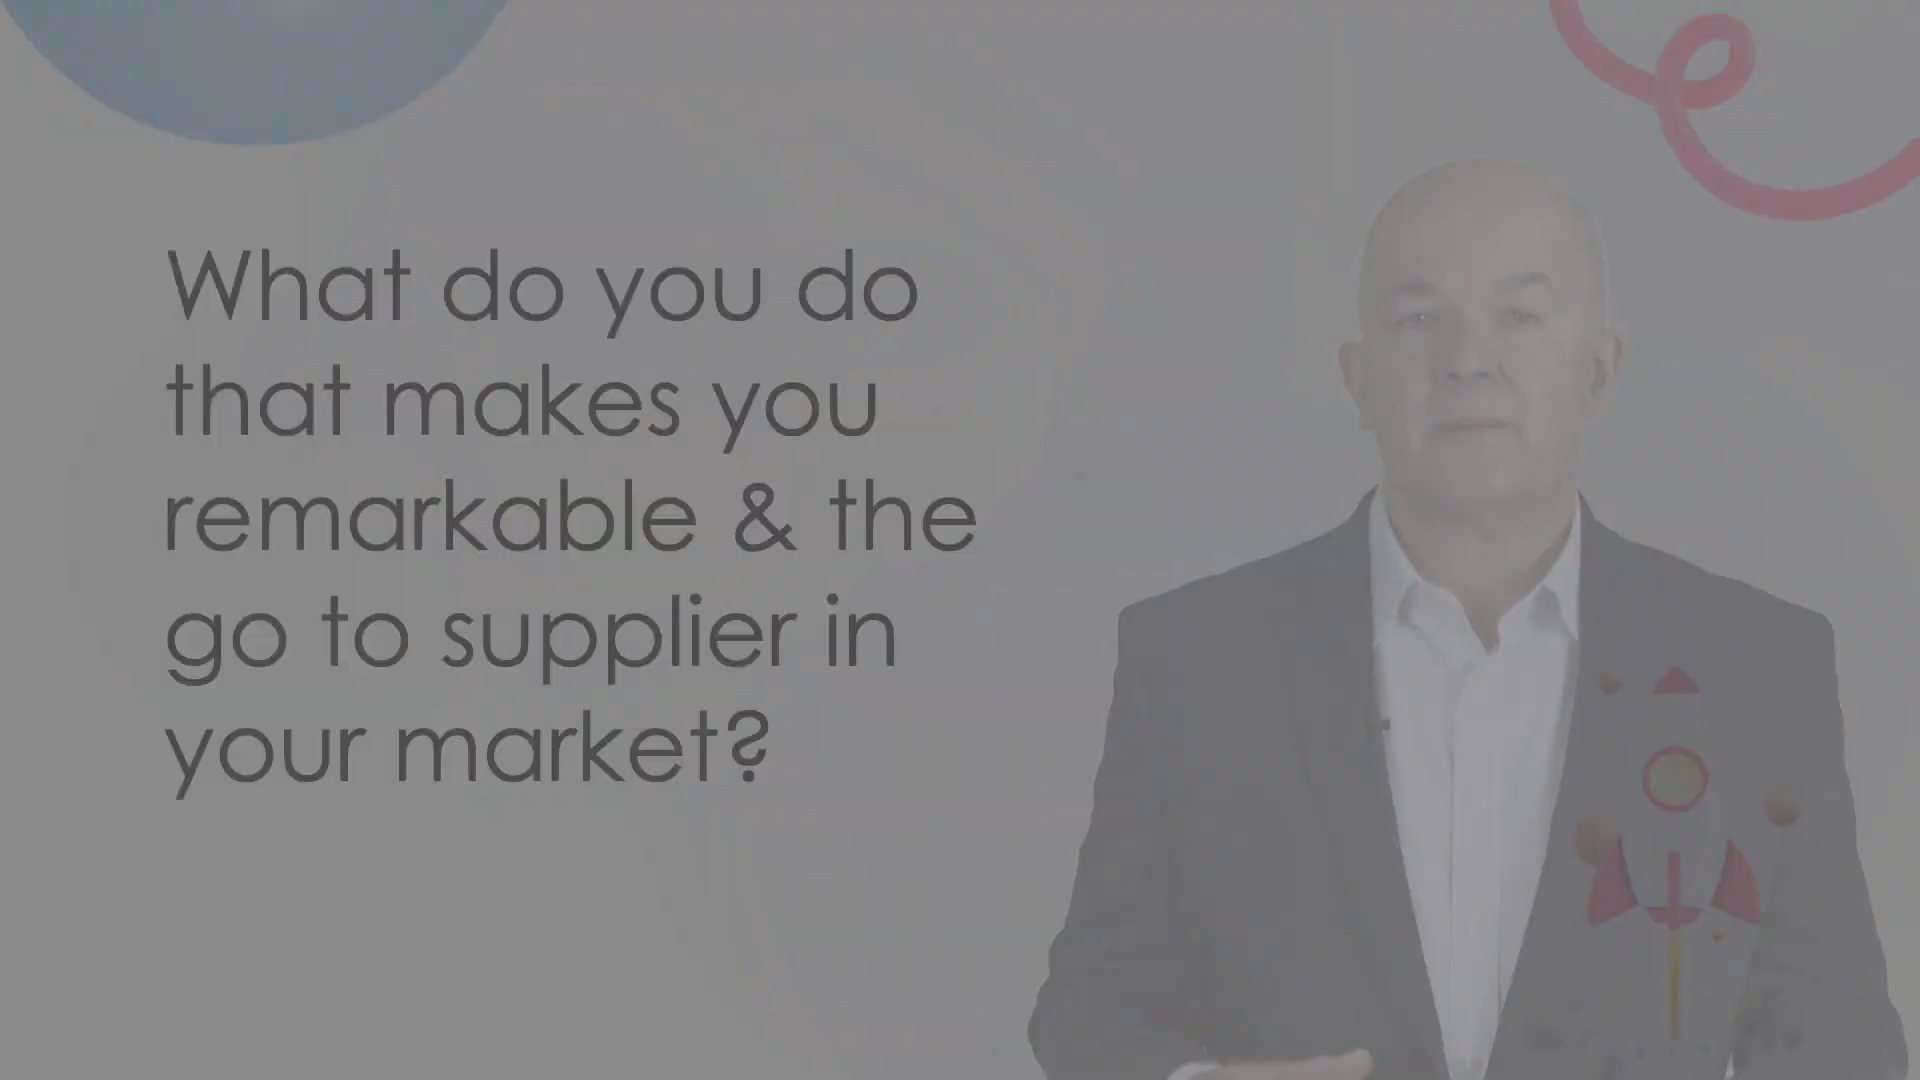 What do you do
that makes you
remarkable & the
go to supplier in
your market?